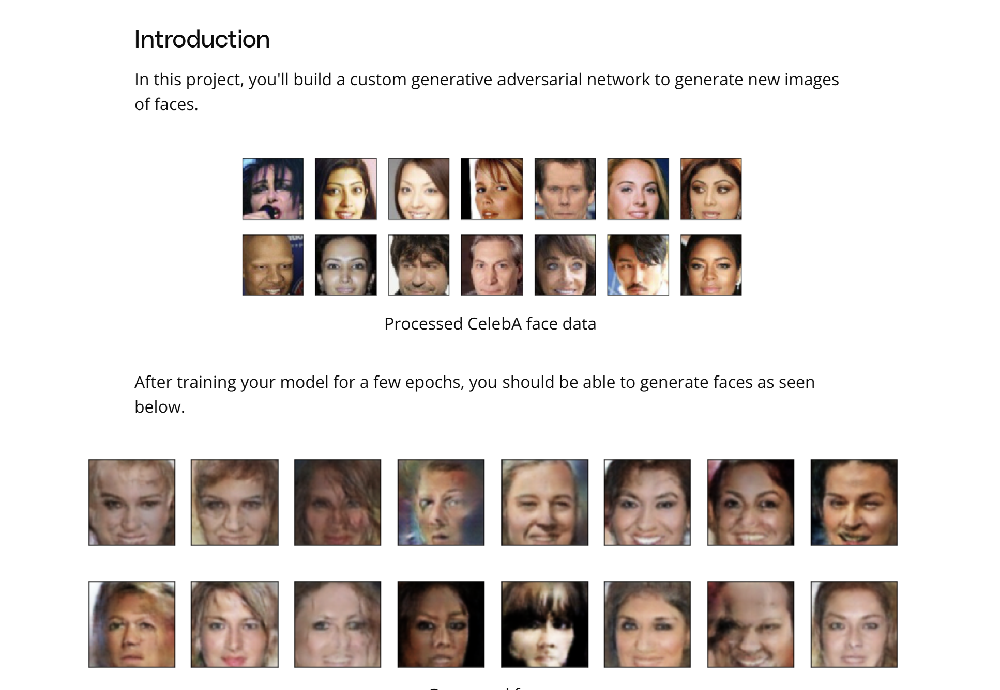 Introduction
In this project, you'll build a custom generative adversarial network to generate new images
of faces.
Processed CelebA face data
After training your model for a few epochs, you should be able to generate faces as seen
below.